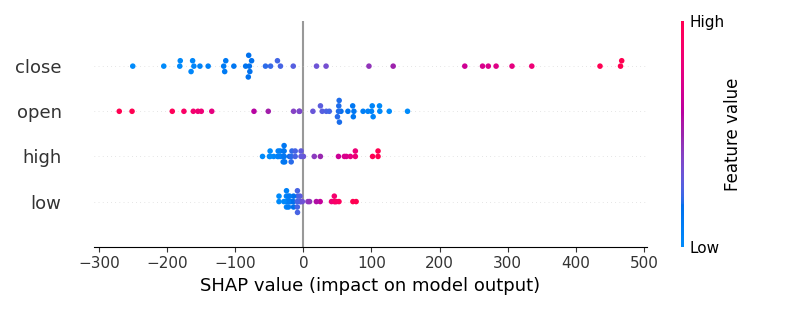 High
close
open
high
low
Feature value
Low
−300 −200 −100 0 100 200 300 400 500
SHAP value (impact on model output)